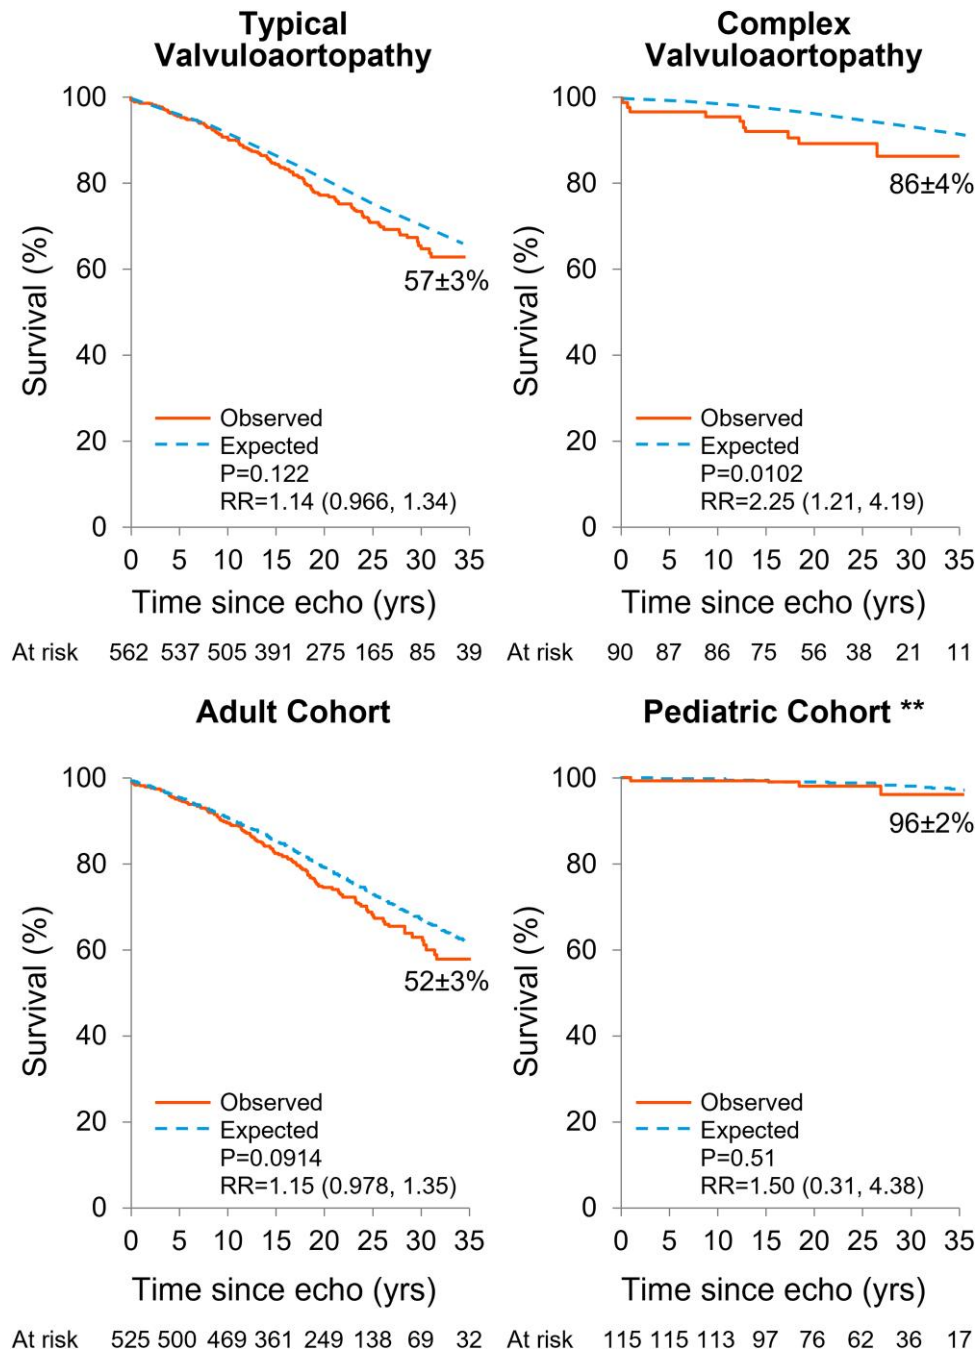 Typical
Valvuloaortopathy
100
80
60
40
20
0
Survival (%)
57±3%
Observed
Expected
P=0.122
RR=1.14 (0.966, 1.34)
0 5 10 15 20 25 30 35
Time since echo (yrs)
At risk 562 537 505 391 275 165 85 39
Complex
Valvuloaortopathy
100
80
60
40
20
0
Survival (%)
86±4%
Observed
Expected
P=0.0102
RR=2.25 (1.21, 4.19)
0 5 10 15 20 25 30 35
Time since echo (yrs)
At risk 90 87 86 75 56 38 21 11
Adult Cohort
100
80
60
40
20
0
Survival (%)
52±3%
Observed
Expected
P=0.0914
RR=1.15 (0.978, 1.35)
0 5 10 15 20 25 30 35
Time since echo (yrs)
At risk 525 500 469 361 249 138 69 32
Pediatric Cohort **
100
80
60
40
20
0
Survival (%)
96±2%
Observed
Expected
P=0.51
RR=1.50 (0.31, 4.38)
0 5 10 15 20 25 30 35
Time since echo (yrs)
At risk 115 115 113 97 76 62 36 17